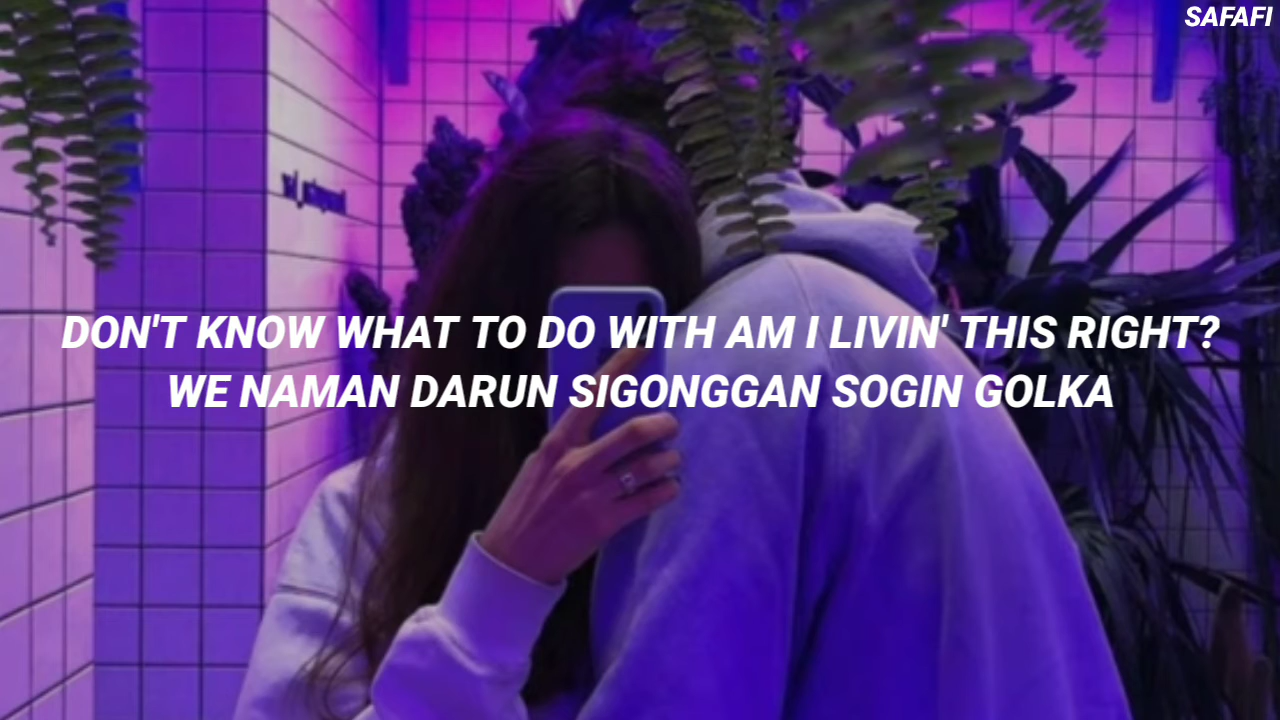 SAFAFI
DON'T KNOW WHAT TO DO WITH AM I LIVIN' THIS RIGHT?
WE NAMAN DARUN SIGONGGAN SOGIN GOLKA